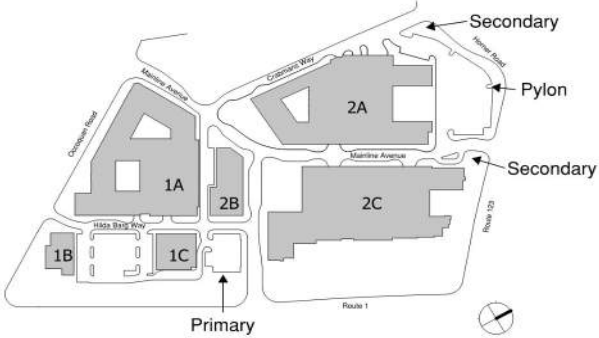 Secondary
Horner Road
Crabmans Way
Mainline Avenue
Pylon
2A
Occoquan Road
Mainline Avenue
Secondary
1A
2B
2C
Hilda Barg Way
Route 123
1B
1C
Route 1
Primary